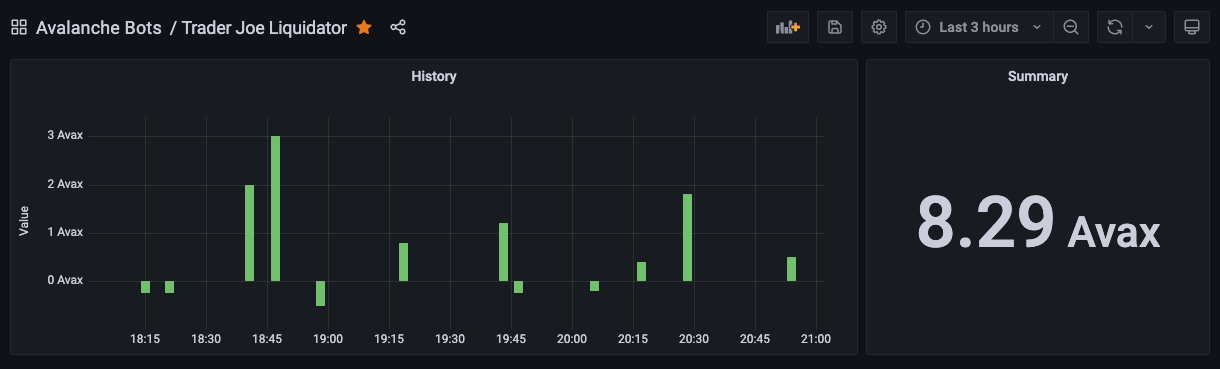 Avalanche Bots / Trader Joe Liquidator
Last 3 hours
History
3 Avax
2 Avax
1 Avax
0 Avax
Value
18:15 18:30 18:45 19:00 19:15 19:30 19:45 20:00 20:15 20:30 20:45 21:00
Summary
8.29 Avax